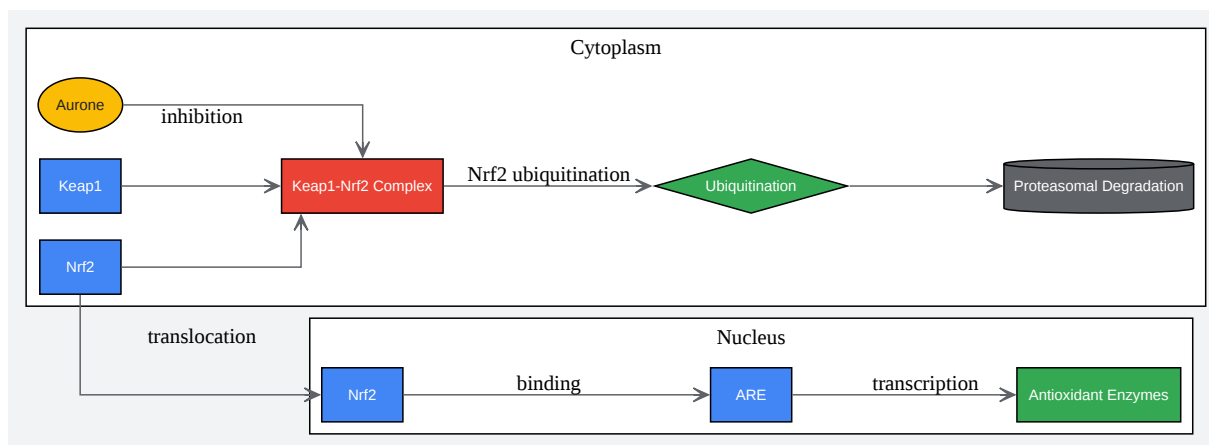 Cytoplasm
Aurone
inhibition
Keap1
Keap1-Nrf2 Complex
Nrf2 ubiquitination
Ubiquitination
Proteasomal Degradation
Nrf2
translocation
Nucleus
Nrf2
binding
ARE
transcription
Antioxidant Enzymes